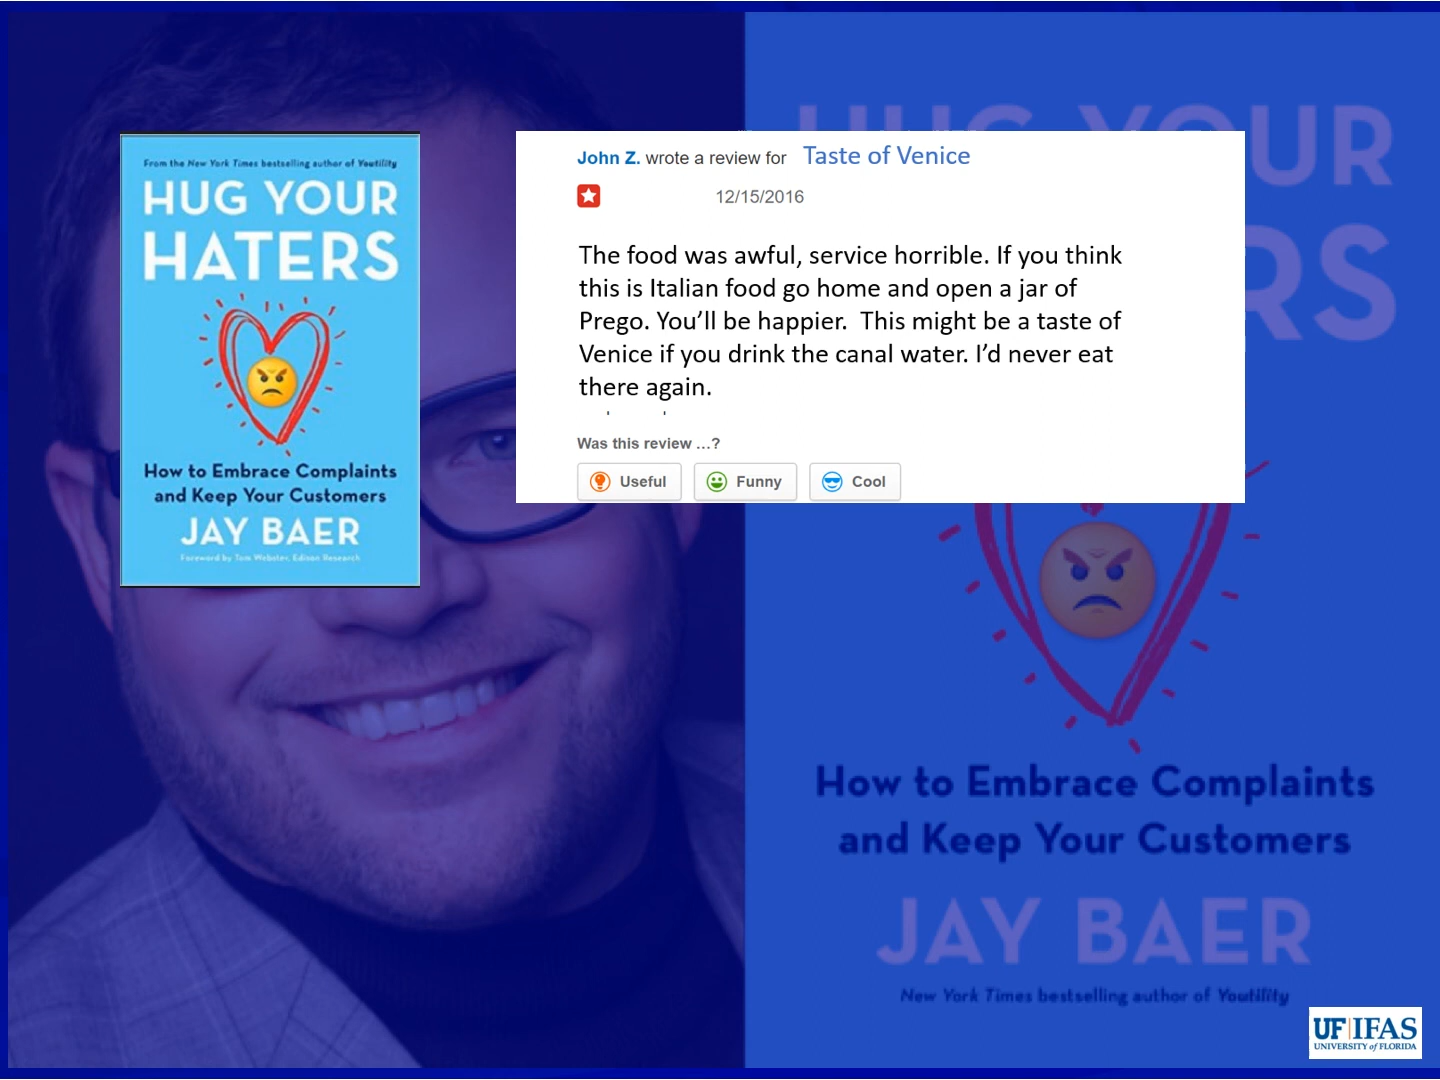 From the New York Times bestselling author of Youtility
HUG YOUR
HATERS
How to Embrace Complaints
and Keep Your Customers
JAY BAER
Foreword by Tom Webster, Edison Research
John Z. wrote a review for Taste of Venice
12/15/2016
The food was awful, service horrible. If you think
this is Italian food go home and open a jar of
Prego. You’ll be happier.  This might be a taste of
Venice if you drink the canal water. I’d never eat
there again.
Was this review …?
Useful Funny Cool
HUG YOUR
RS
How to Embrace Complaints
and Keep Your Customers
JAY BAER
New York Times bestselling author of Youtility
UF|IFAS
UNIVERSITY of FLORIDA